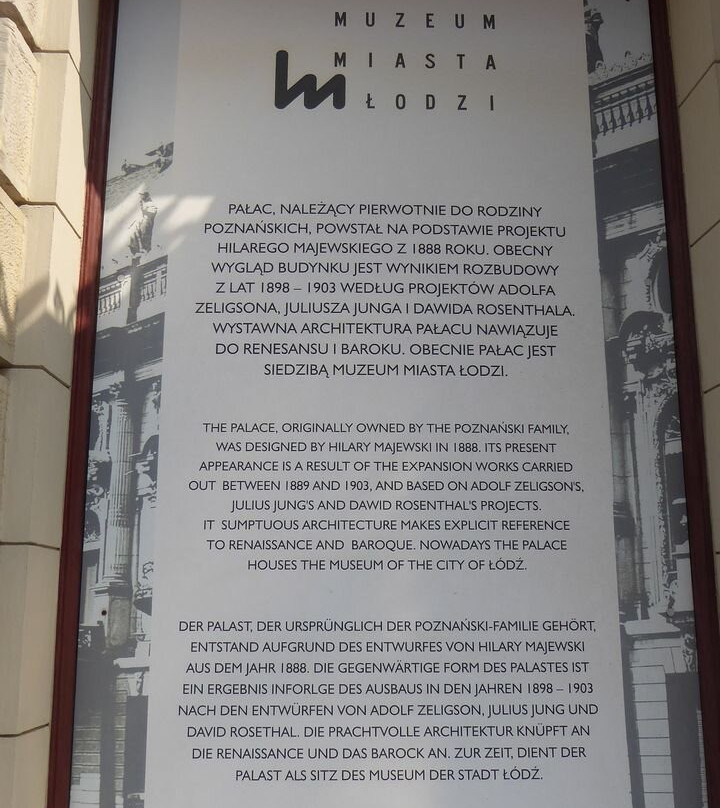 MUZEUM
MIASTA
ŁODZI
PAŁAC, NALEŻĄCY PIERWOTNIE DO RODZINY
POZNAŃSKICH, POWSTAŁ NA PODSTAWIE PROJEKTU
HILAREGO MAJEWSKIEGO Z 1888 ROKU. OBECNY
WYGLĄD BUDYNKU JEST WYNIKIEM ROZBUDOWY
Z LAT 1898 – 1903 WEDŁUG PROJEKTÓW ADOLFA
ZELIGSONA, JULIUSZA JUNGA I DAWIDA ROSENTHALA.
WYSTAWNA ARCHITEKTURA PAŁACU NAWIĄZUJE
DO RENESANSU I BAROKU. OBECNIE PAŁAC JEST
SIEDZIBĄ MUZEUM MIASTA ŁODZI.
THE PALACE, ORIGINALLY OWNED BY THE POZNAŃSKI FAMILY,
WAS DESIGNED BY HILARY MAJEWSKI IN 1888. ITS PRESENT
APPEARANCE IS A RESULT OF THE EXPANSION WORKS CARRIED
OUT BETWEEN 1889 AND 1903, AND BASED ON ADOLF ZELIGSON'S,
JULIUS JUNG'S AND DAWID ROSENTHAL'S PROJECTS.
IT SUMPTUOUS ARCHITECTURE MAKES EXPLICIT REFERENCE
TO RENAISSANCE AND BAROQUE. NOWADAYS THE PALACE
HOUSES THE MUSEUM OF THE CITY OF ŁÓDŹ.
DER PALAST, DER URSPRÜNGLICH DER POZNAŃSKI-FAMILIE GEHÖRT,
ENTSTAND AUFGRUND DES ENTWURFES VON HILARY MAJEWSKI
AUS DEM JAHR 1888. DIE GEGENWÄRTIGE FORM DES PALASTES IST
EIN ERGEBNIS INFORLGE DES AUSBAUS IN DEN JAHREN 1898 – 1903
NACH DEN ENTWÜRFEN VON ADOLF ZELIGSON, JULIUS JUNG UND
DAVID ROSETHAL. DIE PRACHTVOLLE ARCHITEKTUR KNÜPFT AN
DIE RENAISSANCE UND DAS BAROCK AN. ZUR ZEIT, DIENT DER
PALAST ALS SITZ DES MUSEUM DER STADT ŁÓDŹ.